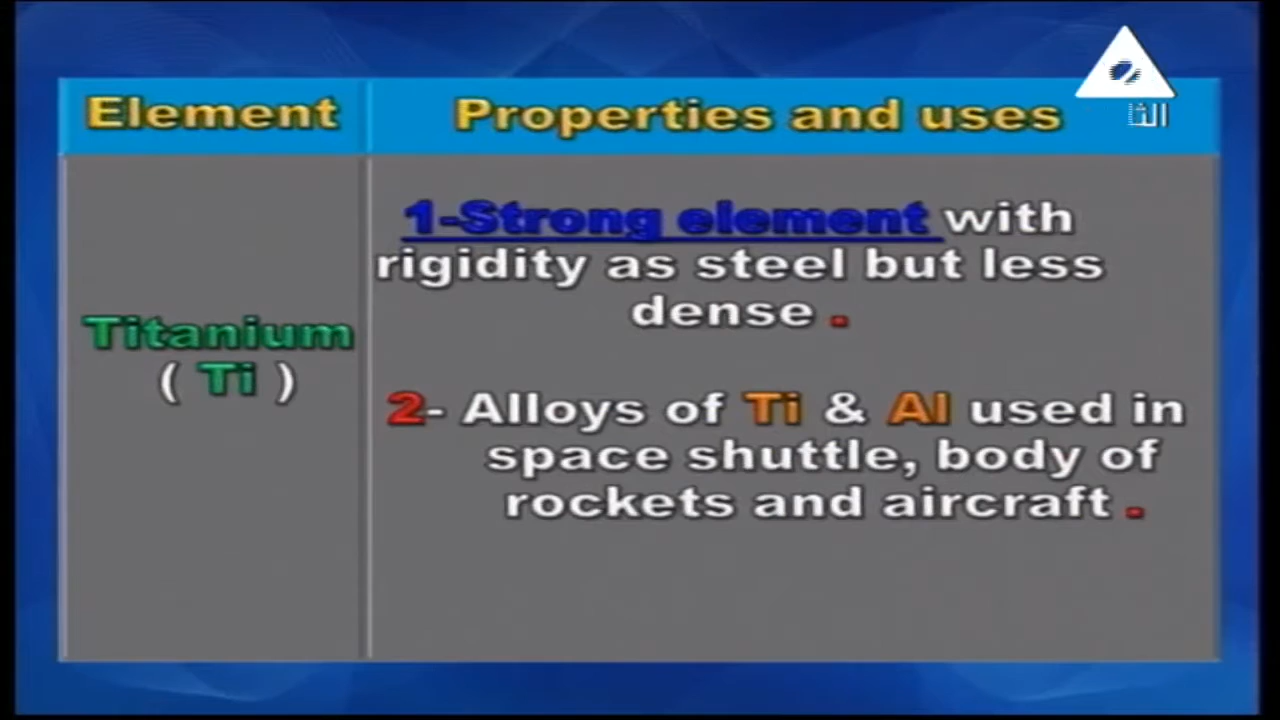 Element
Properties and uses
Titanium
( Ti )
1-Strong element with
rigidity as steel but less
dense .
2- Alloys of Ti & Al used in
space shuttle, body of
rockets and aircraft .